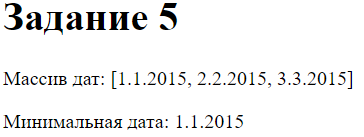 Задание 5
Массив дат: [1.1.2015, 2.2.2015, 3.3.2015]
Минимальная дата: 1.1.2015